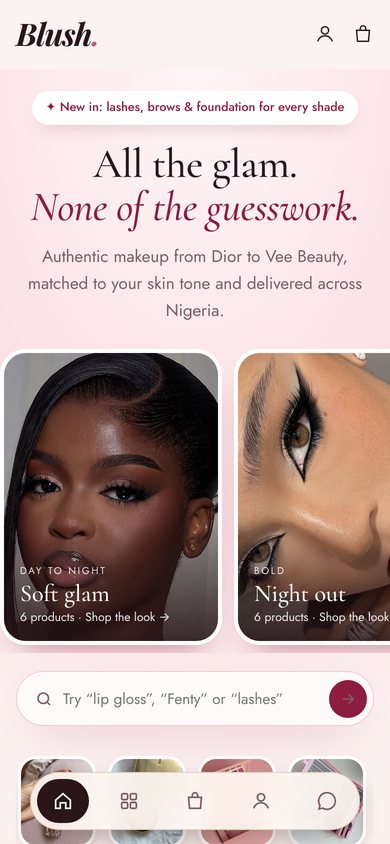 Blush.
✦ New in: lashes, brows & foundation for every shade
All the glam.
None of the guesswork.
Authentic makeup from Dior to Vee Beauty,
matched to your skin tone and delivered across
Nigeria.
DAY TO NIGHT
Soft glam
6 products · Shop the look →
BOLD
Night out
6 products · Shop the look
Try “lip gloss”, “Fenty” or “lashes”